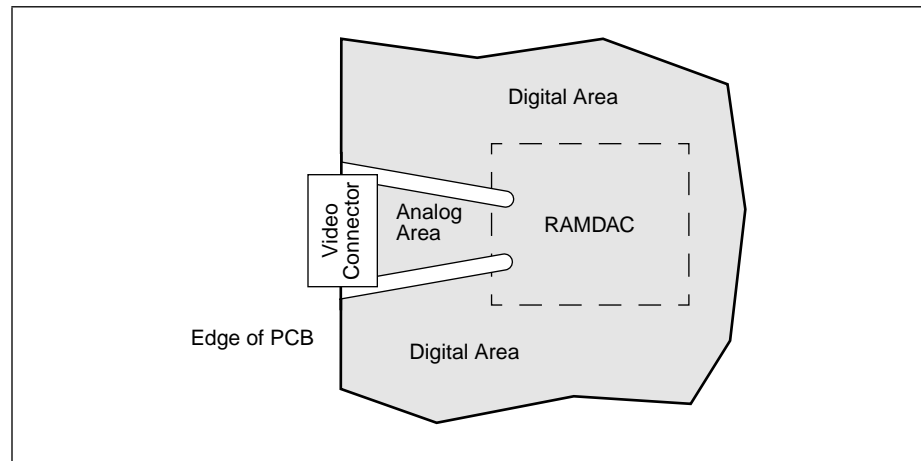 Digital Area
Video
Connector
Analog
Area
RAMDAC
Edge of PCB
Digital Area